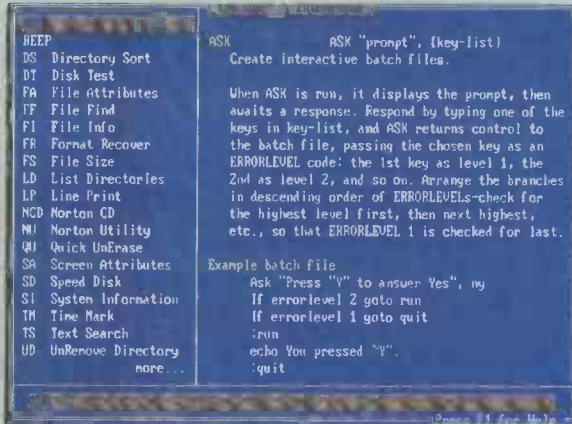 BEEP
DS Directory Sort
DT Disk Test
FA File Attributes
FF File Find
FI File Info
FR Format Recover
FS File Size
LD List Directories
LP Line Print
NCD Norton CD
NU Norton Utility
QU Quick UnErase
SA Screen Attributes
SD Speed Disk
SI System Information
TM Time Mark
TS Text Search
UD UnRemove Directory
more...
ASK ASK "prompt", [key-list]
Create interactive batch files.
When ASK is run, it displays the prompt, then
awaits a response. Respond by typing one of the
keys in key-list, and ASK returns control to
the batch file, passing the chosen key as an
ERRORLEVEL code: the 1st key as level 1, the
2nd as level 2, and so on. Arrange the branches
in descending order of ERRORLEVELs-check for
the highest level first, then next highest,
etc., so that ERRORLEVEL 1 is checked for last.
Example batch file
Ask "Press "Y" to answer Yes", ny
If errorlevel 2 goto run
If errorlevel 1 goto quit
:run
echo You pressed "Y".
:quit
Press F1 for Help